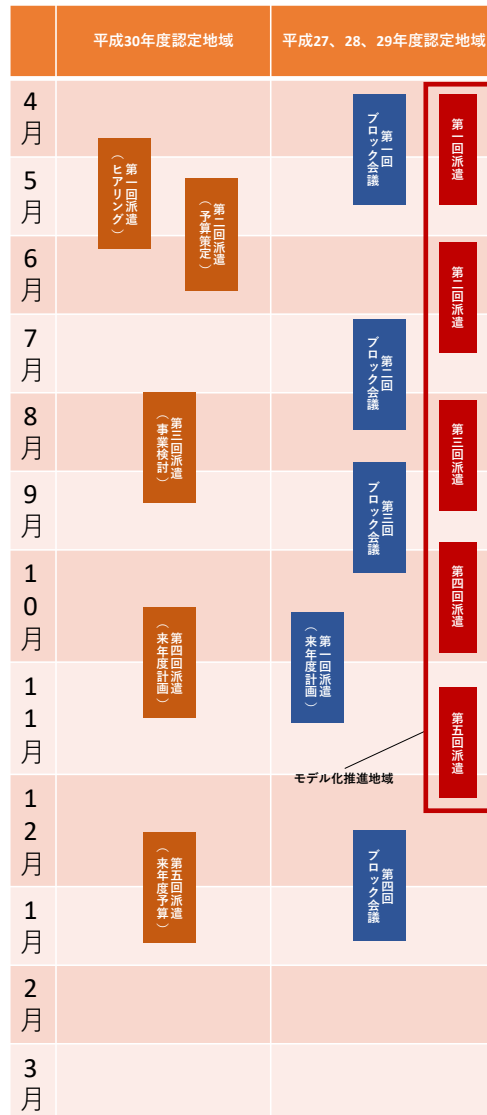 平成30年度認定地域
平成27、28、29年度認定地域
4月
5月
6月
7月
8月
9月
10月
11月
12月
1月
2月
3月
第一回派遣
（ヒアリング）
第二回派遣
（予算策定）
第三回派遣
（事業検討）
第四回派遣
（来年度計画）
第五回派遣
（来年度予算）
第一回
ブロック会議
第二回
ブロック会議
第三回
ブロック会議
第一回派遣
（来年度計画）
第四回
ブロック会議
第一回派遣
第二回派遣
第三回派遣
第四回派遣
第五回派遣
モデル化推進地域